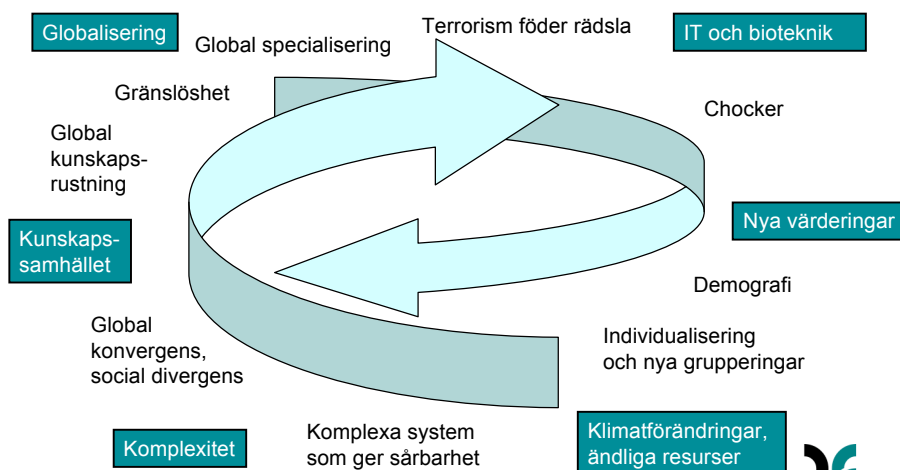 Globalisering
Global specialisering
Terrorism föder rädsla
IT och bioteknik
Gränslöshet
Chocker
Global
kunskaps-
rustning
Kunskaps-
samhället
Nya värderingar
Demografi
Global
konvergens,
social divergens
Individualisering
och nya grupperingar
Komplexitet
Komplexa system
som ger sårbarhet
Klimatförändringar,
ändliga resurser